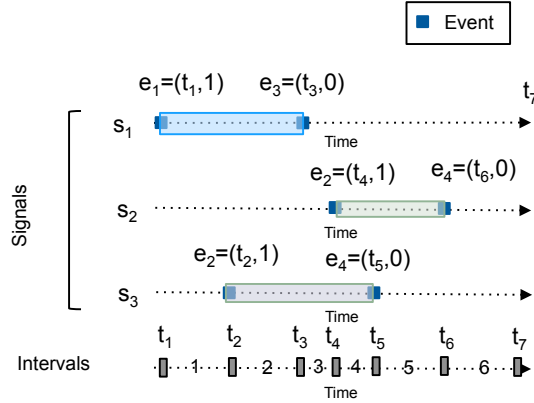 Event
e1=(t1,1) e3=(t3,0) t7
s1
Time
e2=(t4,1) e4=(t6,0)
s2
Time
e2=(t2,1) e4=(t5,0)
s3
Time
Signals
t1 t2 t3 t4 t5 t6 t7
Intervals 1 2 3 4 5 6
Time